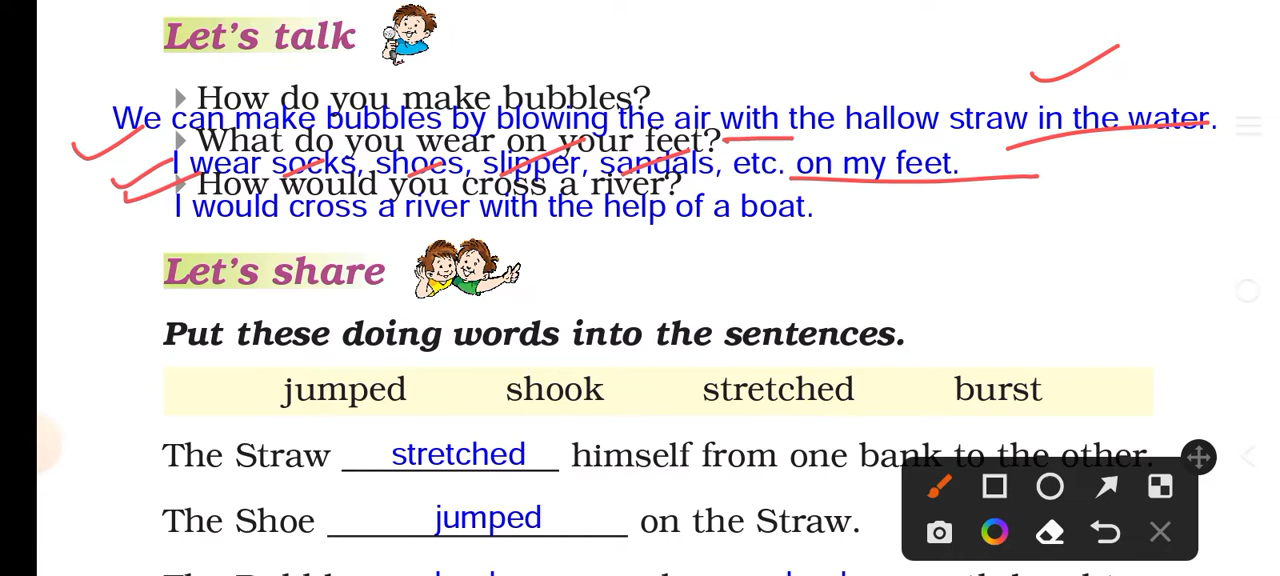 Let's talk
How do you make bubbles?
We can make bubbles by blowing the air with the hallow straw in the water.
What do you wear on your feet?
I wear socks, shoes, slipper, sandals, etc. on my feet.
How would you cross a river?
I would cross a river with the help of a boat.
Let's share
Put these doing words into the sentences.
jumped shook stretched burst
The Straw stretched himself from one bank to the other.
The Shoe jumped on the Straw.